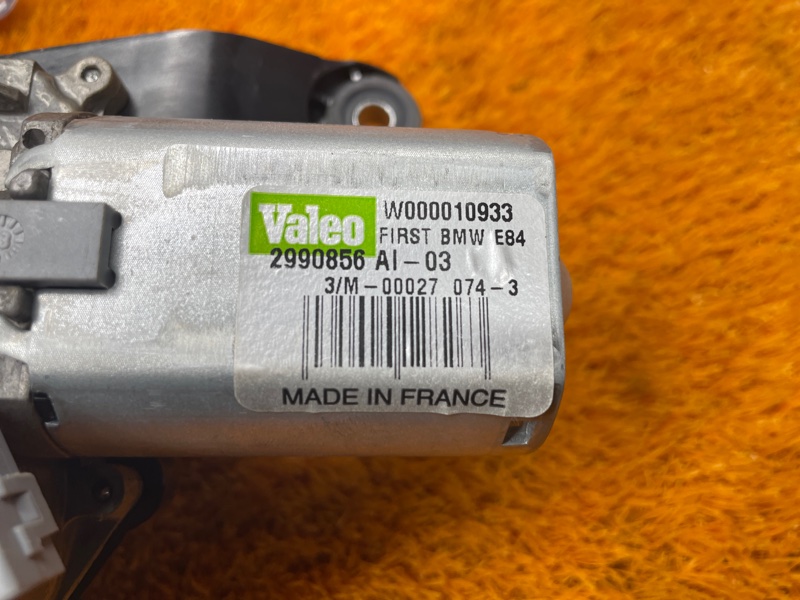 Valeo W000010933
FIRST BMW E84
2990856 AI-03
3/M-00027 074-3
MADE IN FRANCE